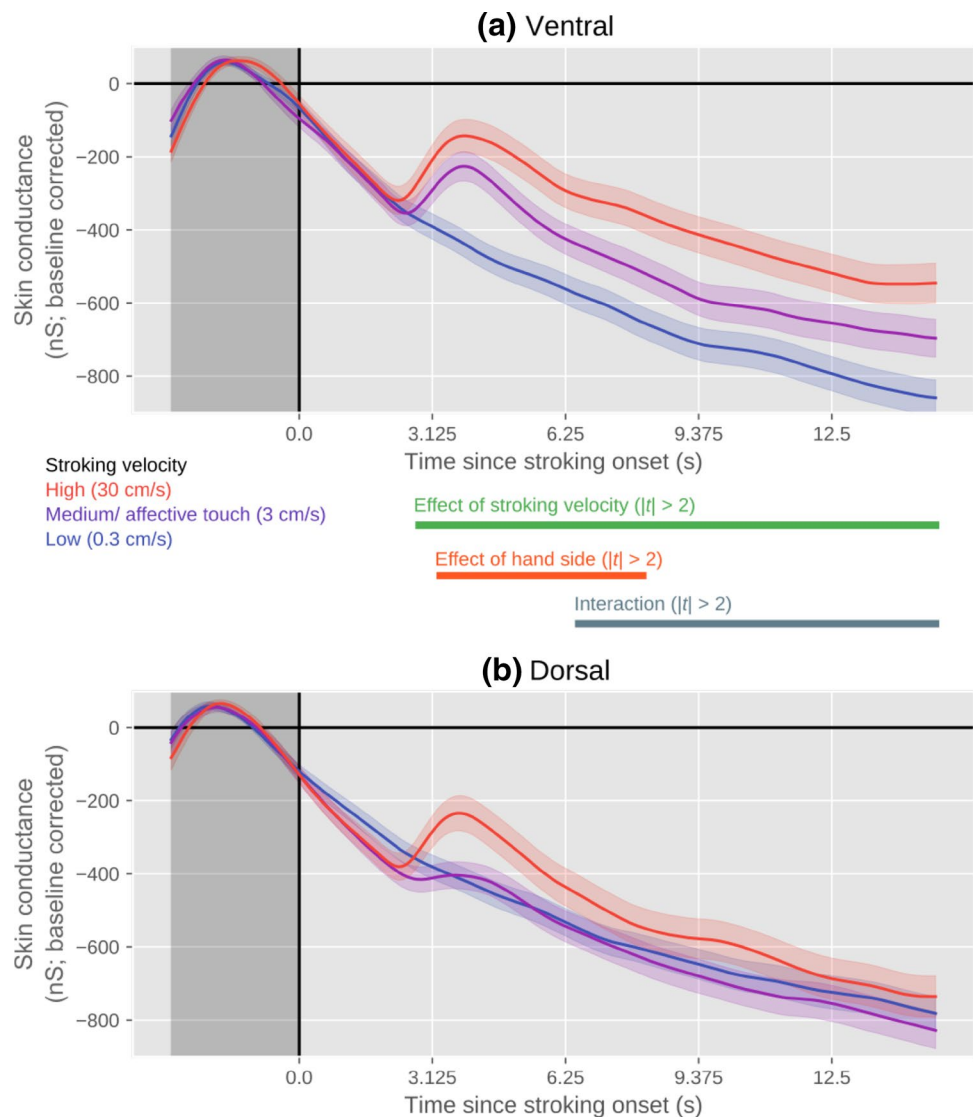 (a) Ventral
Skin conductance
(nS; baseline corrected)
0
−200
−400
−600
−800
0.0 3.125 6.25 9.375 12.5
Time since stroking onset (s)
Stroking velocity
High (30 cm/s)
Medium/ affective touch (3 cm/s)
Low (0.3 cm/s)
Effect of stroking velocity (|t| > 2)
Effect of hand side (|t| > 2)
Interaction (|t| > 2)
(b) Dorsal
Skin conductance
(nS; baseline corrected)
0
−200
−400
−600
−800
0.0 3.125 6.25 9.375 12.5
Time since stroking onset (s)